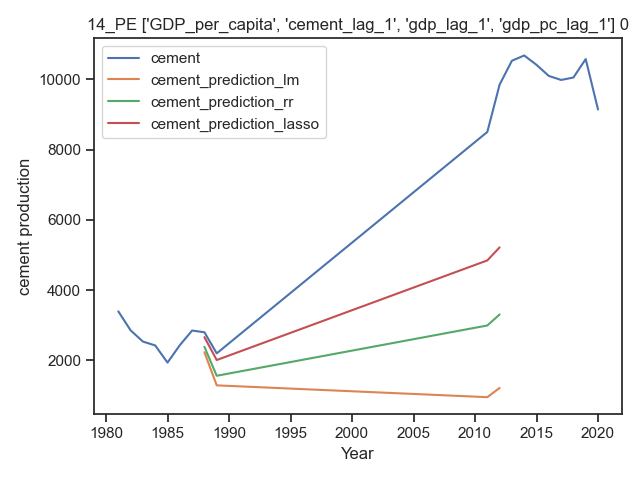 14_PE ['GDP_per_capita', 'cement_lag_1', 'gdp_lag_1', 'gdp_pc_lag_1'] 0
cement
cement_prediction_lm
cement_prediction_rr
cement_prediction_lasso
10000
8000
6000
4000
2000
cement production
1980
1985
1990
1995
2000
2005
2010
2015
2020
Year